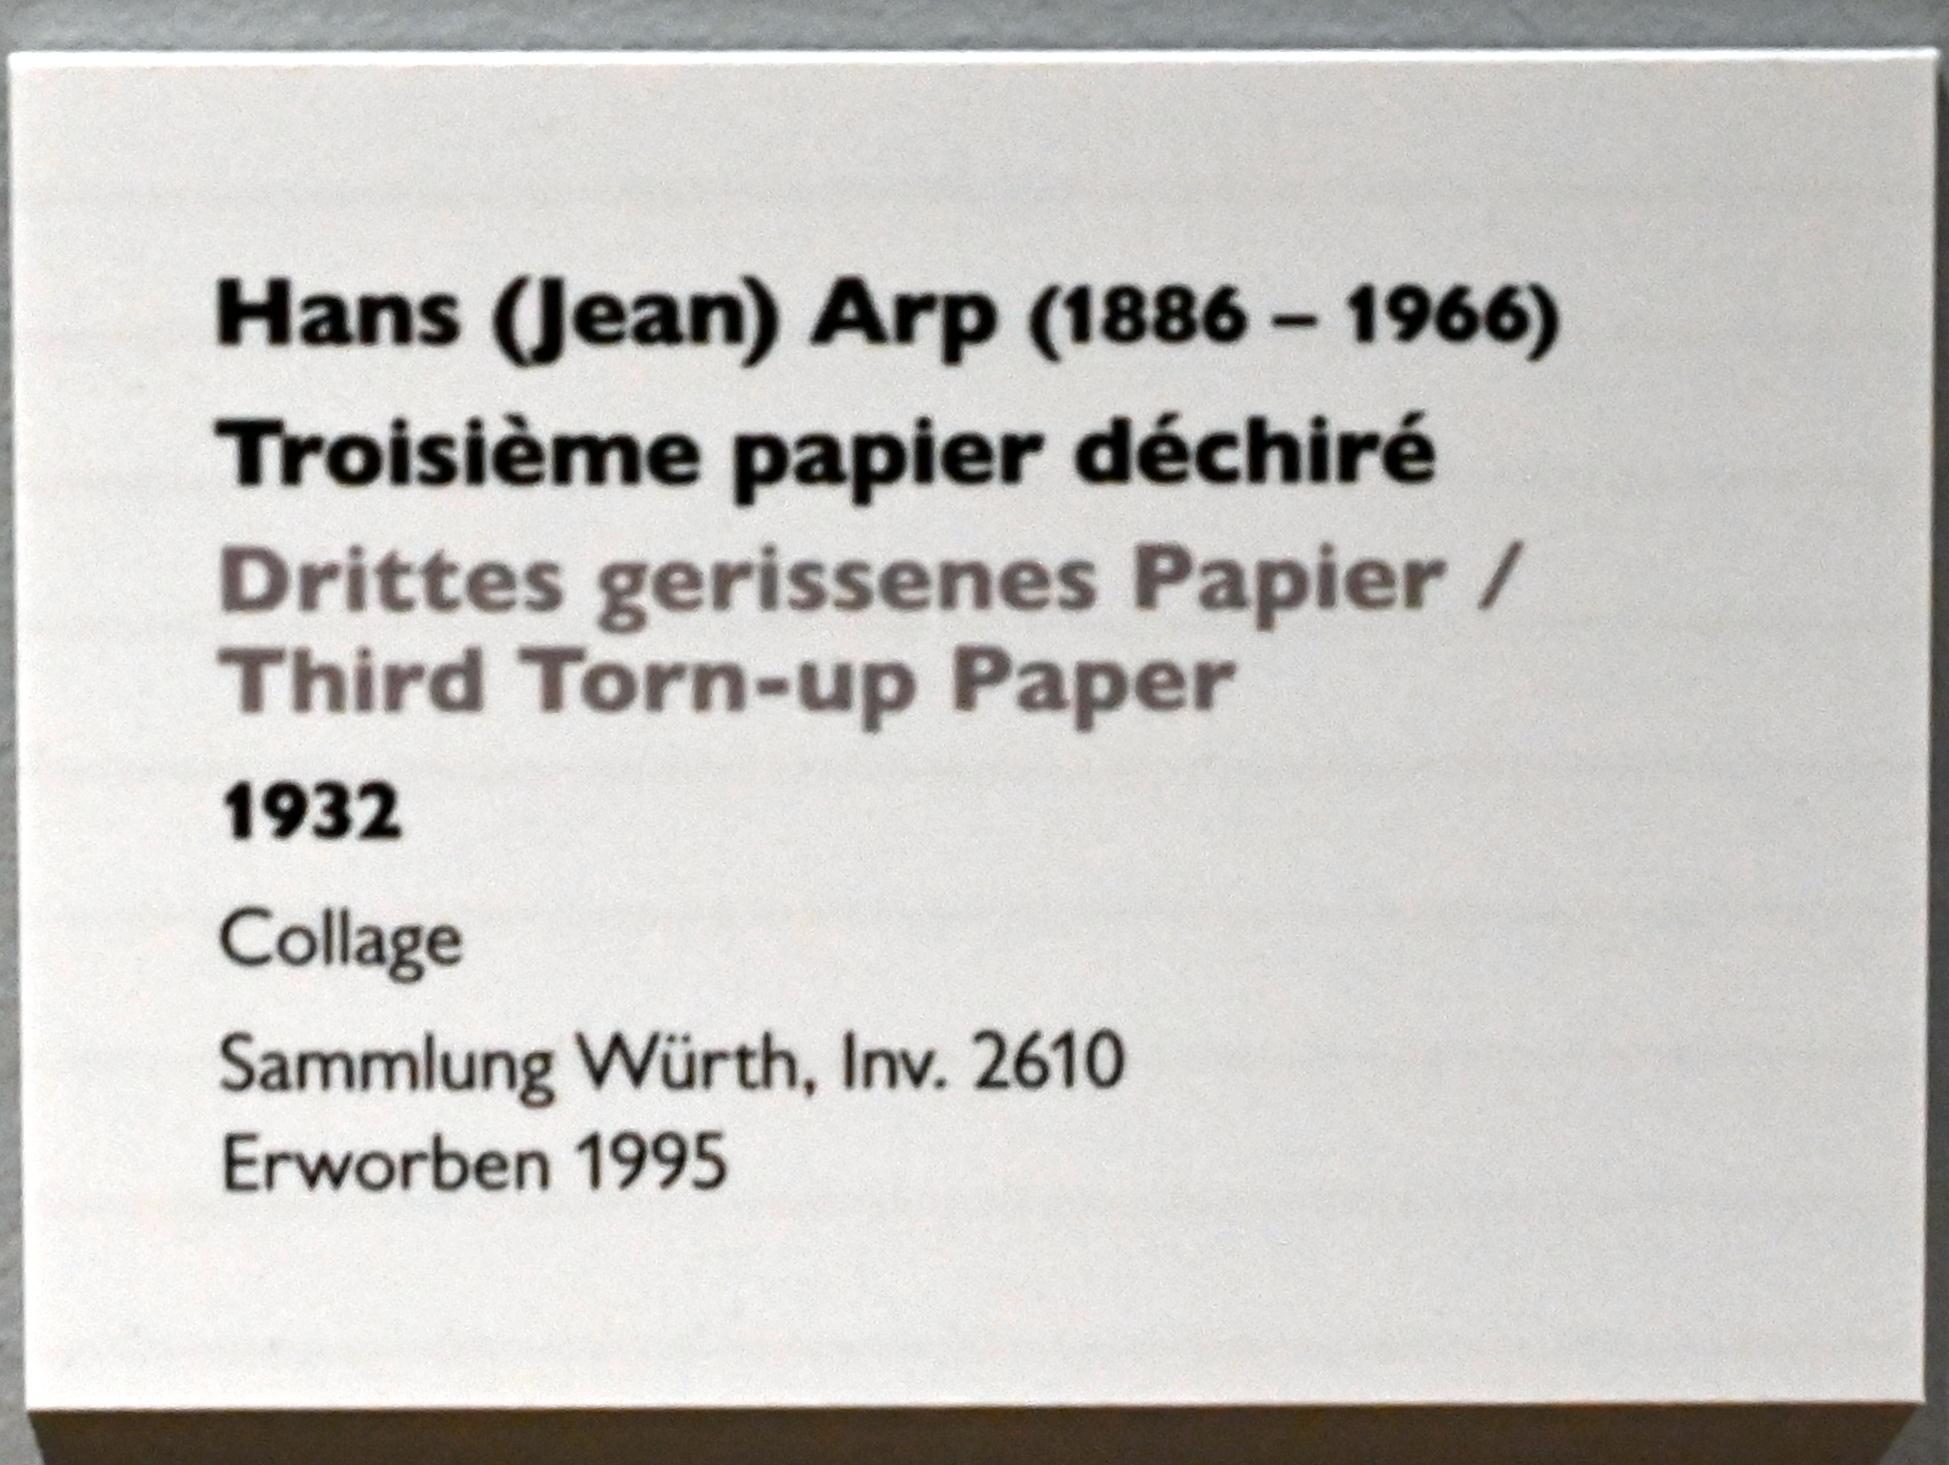 Hans (Jean) Arp (1886 – 1966)
Troisième papier déchiré
Drittes gerissenes Papier /
Third Torn-up Paper
1932
Collage
Sammlung Würth, Inv. 2610
Erworben 1995